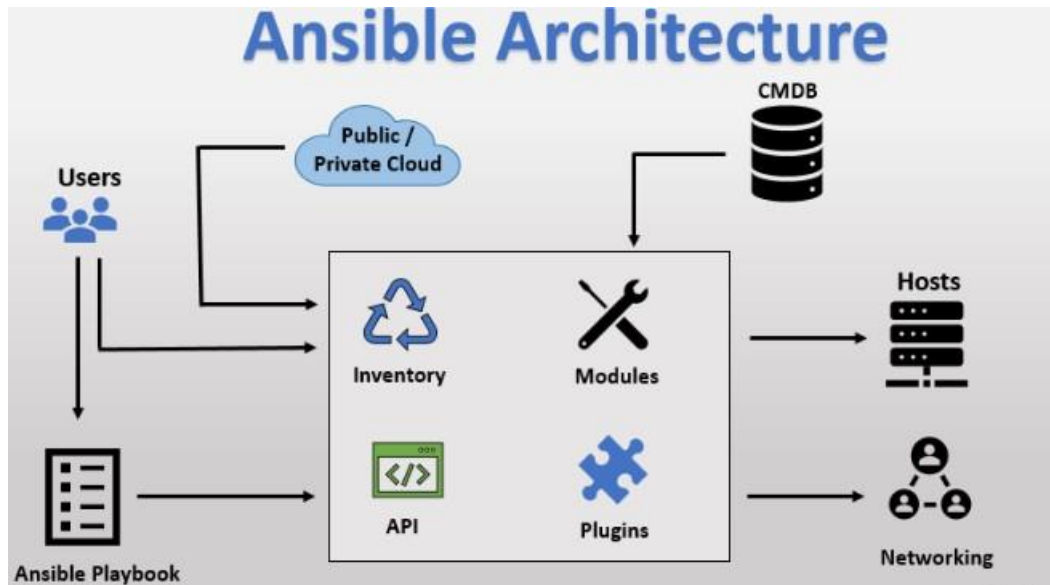 Ansible Architecture
CMDB
Public /
Private Cloud
Users
Hosts
Inventory
Modules
</>
API
Plugins
Networking
Ansible Playbook